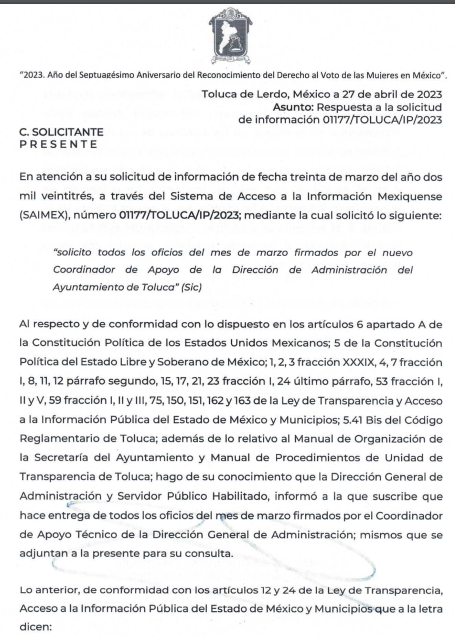 "2023. Año del Septuagésimo Aniversario del Reconocimiento del Derecho al Voto de las Mujeres en México".
Toluca de Lerdo, México a 27 de abril de 2023
Asunto: Respuesta a la solicitud
de información 01177/TOLUCA/IP/2023
C. SOLICITANTE
P R E S E N T E
En atención a su solicitud de información de fecha treinta de marzo del año dos
mil veintitrés, a través del Sistema de Acceso a la Información Mexiquense
(SAIMEX), número 01177/TOLUCA/IP/2023; mediante la cual solicitó lo siguiente:
"solicito todos los oficios del mes de marzo firmados por el nuevo
Coordinador de Apoyo de la Dirección de Administración del
Ayuntamiento de Toluca" (Sic)
Al respecto y de conformidad con lo dispuesto en los artículos 6 apartado A de
la Constitución Política de los Estados Unidos Mexicanos; 5 de la Constitución
Política del Estado Libre y Soberano de México; 1, 2, 3 fracción XXXIX, 4, 7 fracción
I, 8, 11, 12 párrafo segundo, 15, 17, 21, 23 fracción I, 24 último párrafo, 53 fracción I,
II y V, 59 fracción I, II y III, 75, 150, 151, 162 y 163 de la Ley de Transparencia y Acceso
a la Información Pública del Estado de México y Municipios; 5.41 Bis del Código
Reglamentario de Toluca; además de lo relativo al Manual de Organización de
la Secretaría del Ayuntamiento y Manual de Procedimientos de Unidad de
Transparencia de Toluca; hago de su conocimiento que la Dirección General de
Administración y Servidor Público Habilitado, informó a la que suscribe que
hace entrega de todos los oficios del mes de marzo firmados por el Coordinador
de Apoyo Técnico de la Dirección General de Administración; mismos que se
adjuntan a la presente para su consulta.
Lo anterior, de conformidad con los artículos 12 y 24 de la Ley de Transparencia,
Acceso a la Información Pública del Estado de México y Municipios que a la letra
dicen: